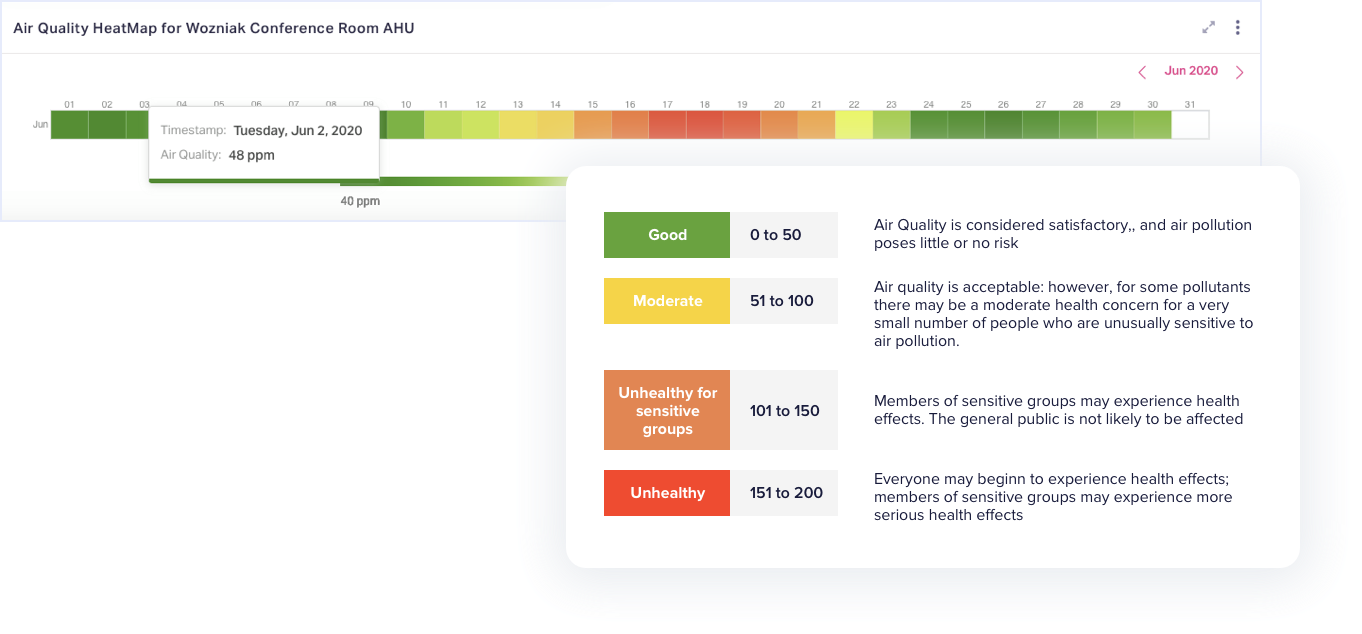 Air Quality HeatMap for Wozniak Conference Room AHU
Jun 2020
01 02 03 04 05 06 07 08 09 10 11 12 13 14 15 16 17 18 19 20 21 22 23 24 25 26 27 28 29 30 31
Jun
Timestamp: Tuesday, Jun 2, 2020
Air Quality: 48 ppm
40 ppm
Good 0 to 50
Air Quality is considered satisfactory,, and air pollution
poses little or no risk
Moderate 51 to 100
Air quality is acceptable: however, for some pollutants
there may be a moderate health concern for a very
small number of people who are unusually sensitive to
air pollution.
Unhealthy for
sensitive
groups
101 to 150
Members of sensitive groups may experience health
effects. The general public is not likely to be affected
Unhealthy 151 to 200
Everyone may beginn to experience health effects;
members of sensitive groups may experience more
serious health effects